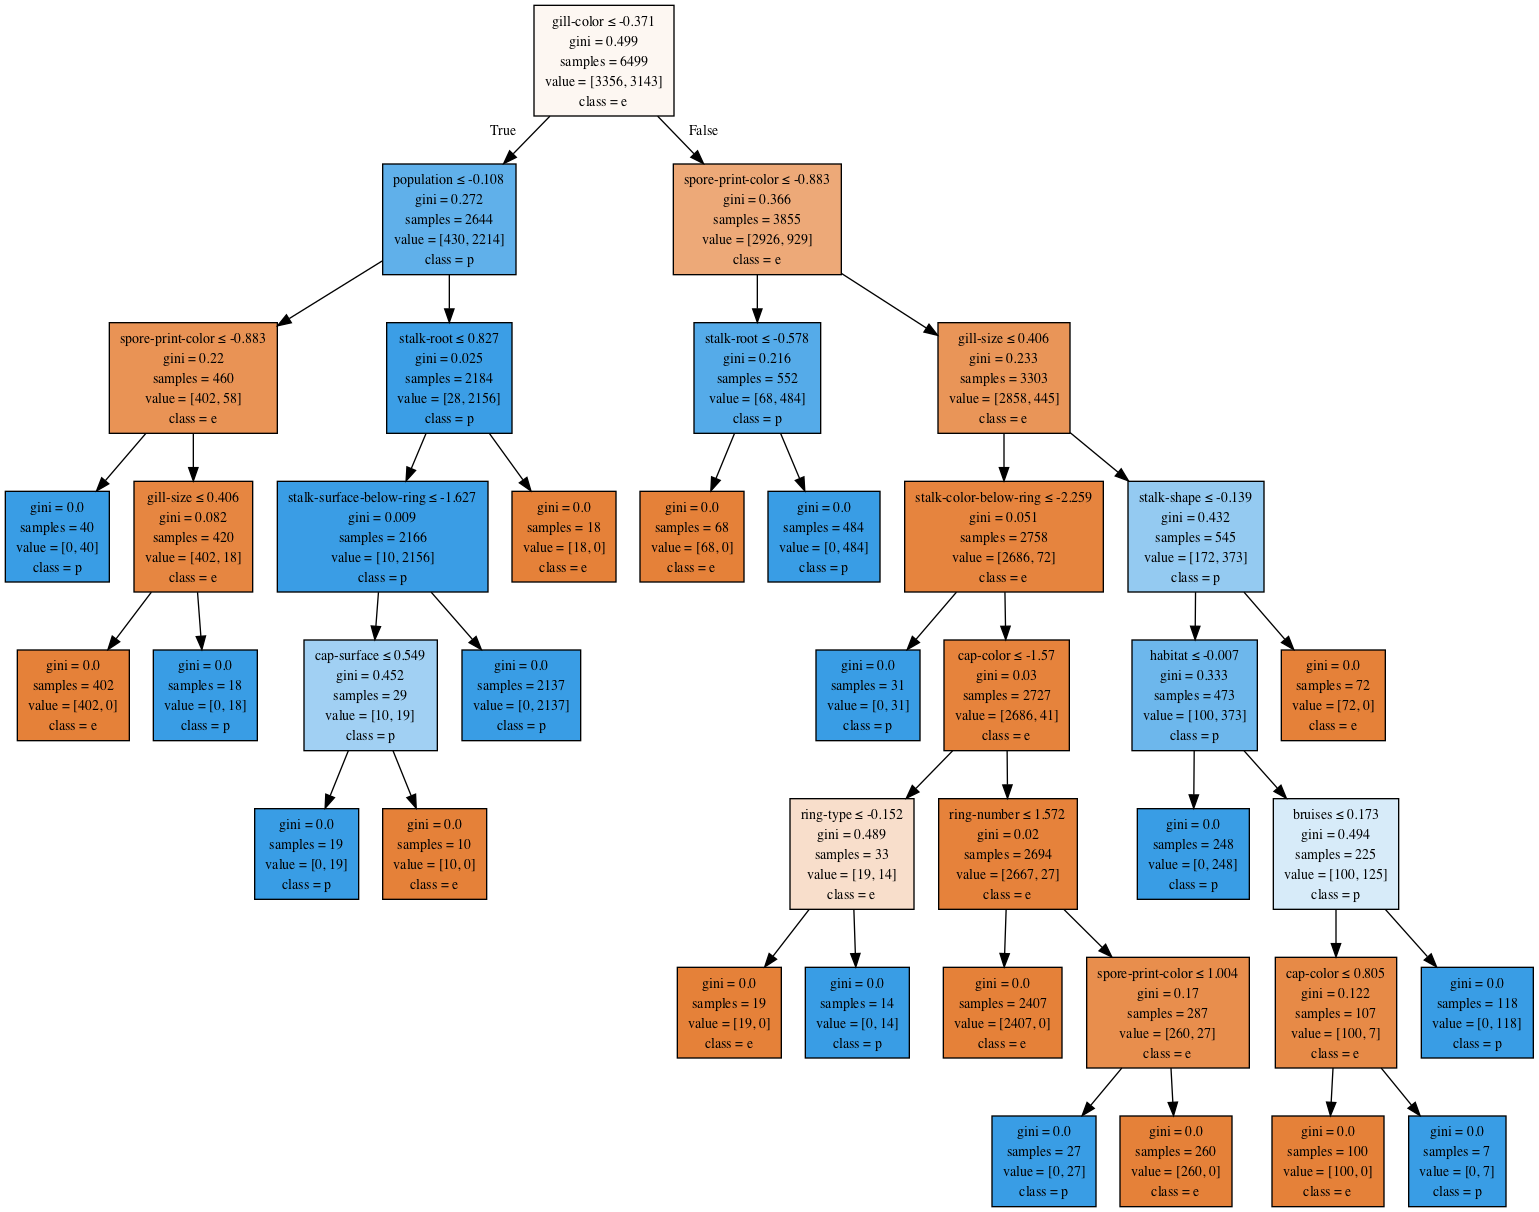 gill-color ≤ -0.371
gini = 0.499
samples = 6499
value = [3356, 3143]
class = e
True
False
population ≤ -0.108
gini = 0.272
samples = 2644
value = [430, 2214]
class = p
spore-print-color ≤ -0.883
gini = 0.366
samples = 3855
value = [2926, 929]
class = e
spore-print-color ≤ -0.883
gini = 0.22
samples = 460
value = [402, 58]
class = e
stalk-root ≤ 0.827
gini = 0.025
samples = 2184
value = [28, 2156]
class = p
stalk-root ≤ -0.578
gini = 0.216
samples = 552
value = [68, 484]
class = p
gill-size ≤ 0.406
gini = 0.233
samples = 3303
value = [2858, 445]
class = e
gini = 0.0
samples = 40
value = [0, 40]
class = p
gill-size ≤ 0.406
gini = 0.082
samples = 420
value = [402, 18]
class = e
stalk-surface-below-ring ≤ -1.627
gini = 0.009
samples = 2166
value = [10, 2156]
class = p
gini = 0.0
samples = 18
value = [18, 0]
class = e
gini = 0.0
samples = 68
value = [68, 0]
class = e
gini = 0.0
samples = 484
value = [0, 484]
class = p
stalk-color-below-ring ≤ -2.259
gini = 0.051
samples = 2758
value = [2686, 72]
class = e
stalk-shape ≤ -0.139
gini = 0.432
samples = 545
value = [172, 373]
class = p
gini = 0.0
samples = 402
value = [402, 0]
class = e
gini = 0.0
samples = 18
value = [0, 18]
class = p
cap-surface ≤ 0.549
gini = 0.452
samples = 29
value = [10, 19]
class = p
gini = 0.0
samples = 2137
value = [0, 2137]
class = p
gini = 0.0
samples = 31
value = [0, 31]
class = p
cap-color ≤ -1.57
gini = 0.03
samples = 2727
value = [2686, 41]
class = e
habitat ≤ -0.007
gini = 0.333
samples = 473
value = [100, 373]
class = p
gini = 0.0
samples = 72
value = [72, 0]
class = e
gini = 0.0
samples = 19
value = [0, 19]
class = p
gini = 0.0
samples = 10
value = [10, 0]
class = e
ring-type ≤ -0.152
gini = 0.489
samples = 33
value = [19, 14]
class = e
ring-number ≤ 1.572
gini = 0.02
samples = 2694
value = [2667, 27]
class = e
gini = 0.0
samples = 248
value = [0, 248]
class = p
bruises ≤ 0.173
gini = 0.494
samples = 225
value = [100, 125]
class = p
gini = 0.0
samples = 19
value = [19, 0]
class = e
gini = 0.0
samples = 14
value = [0, 14]
class = p
gini = 0.0
samples = 2407
value = [2407, 0]
class = e
spore-print-color ≤ 1.004
gini = 0.17
samples = 287
value = [260, 27]
class = e
cap-color ≤ 0.805
gini = 0.122
samples = 107
value = [100, 7]
class = e
gini = 0.0
samples = 118
value = [0, 118]
class = p
gini = 0.0
samples = 27
value = [0, 27]
class = p
gini = 0.0
samples = 260
value = [260, 0]
class = e
gini = 0.0
samples = 100
value = [100, 0]
class = e
gini = 0.0
samples = 7
value = [0, 7]
class = p